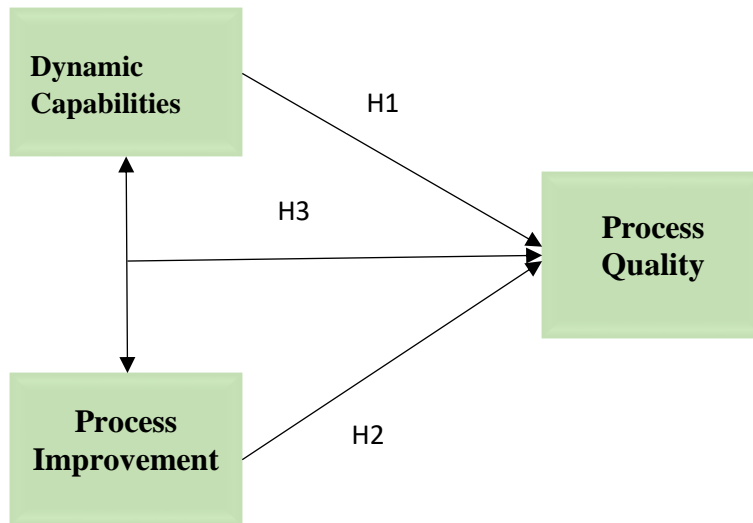 Dynamic
Capabilities
H1
H3
Process
Quality
Process
Improvement
H2